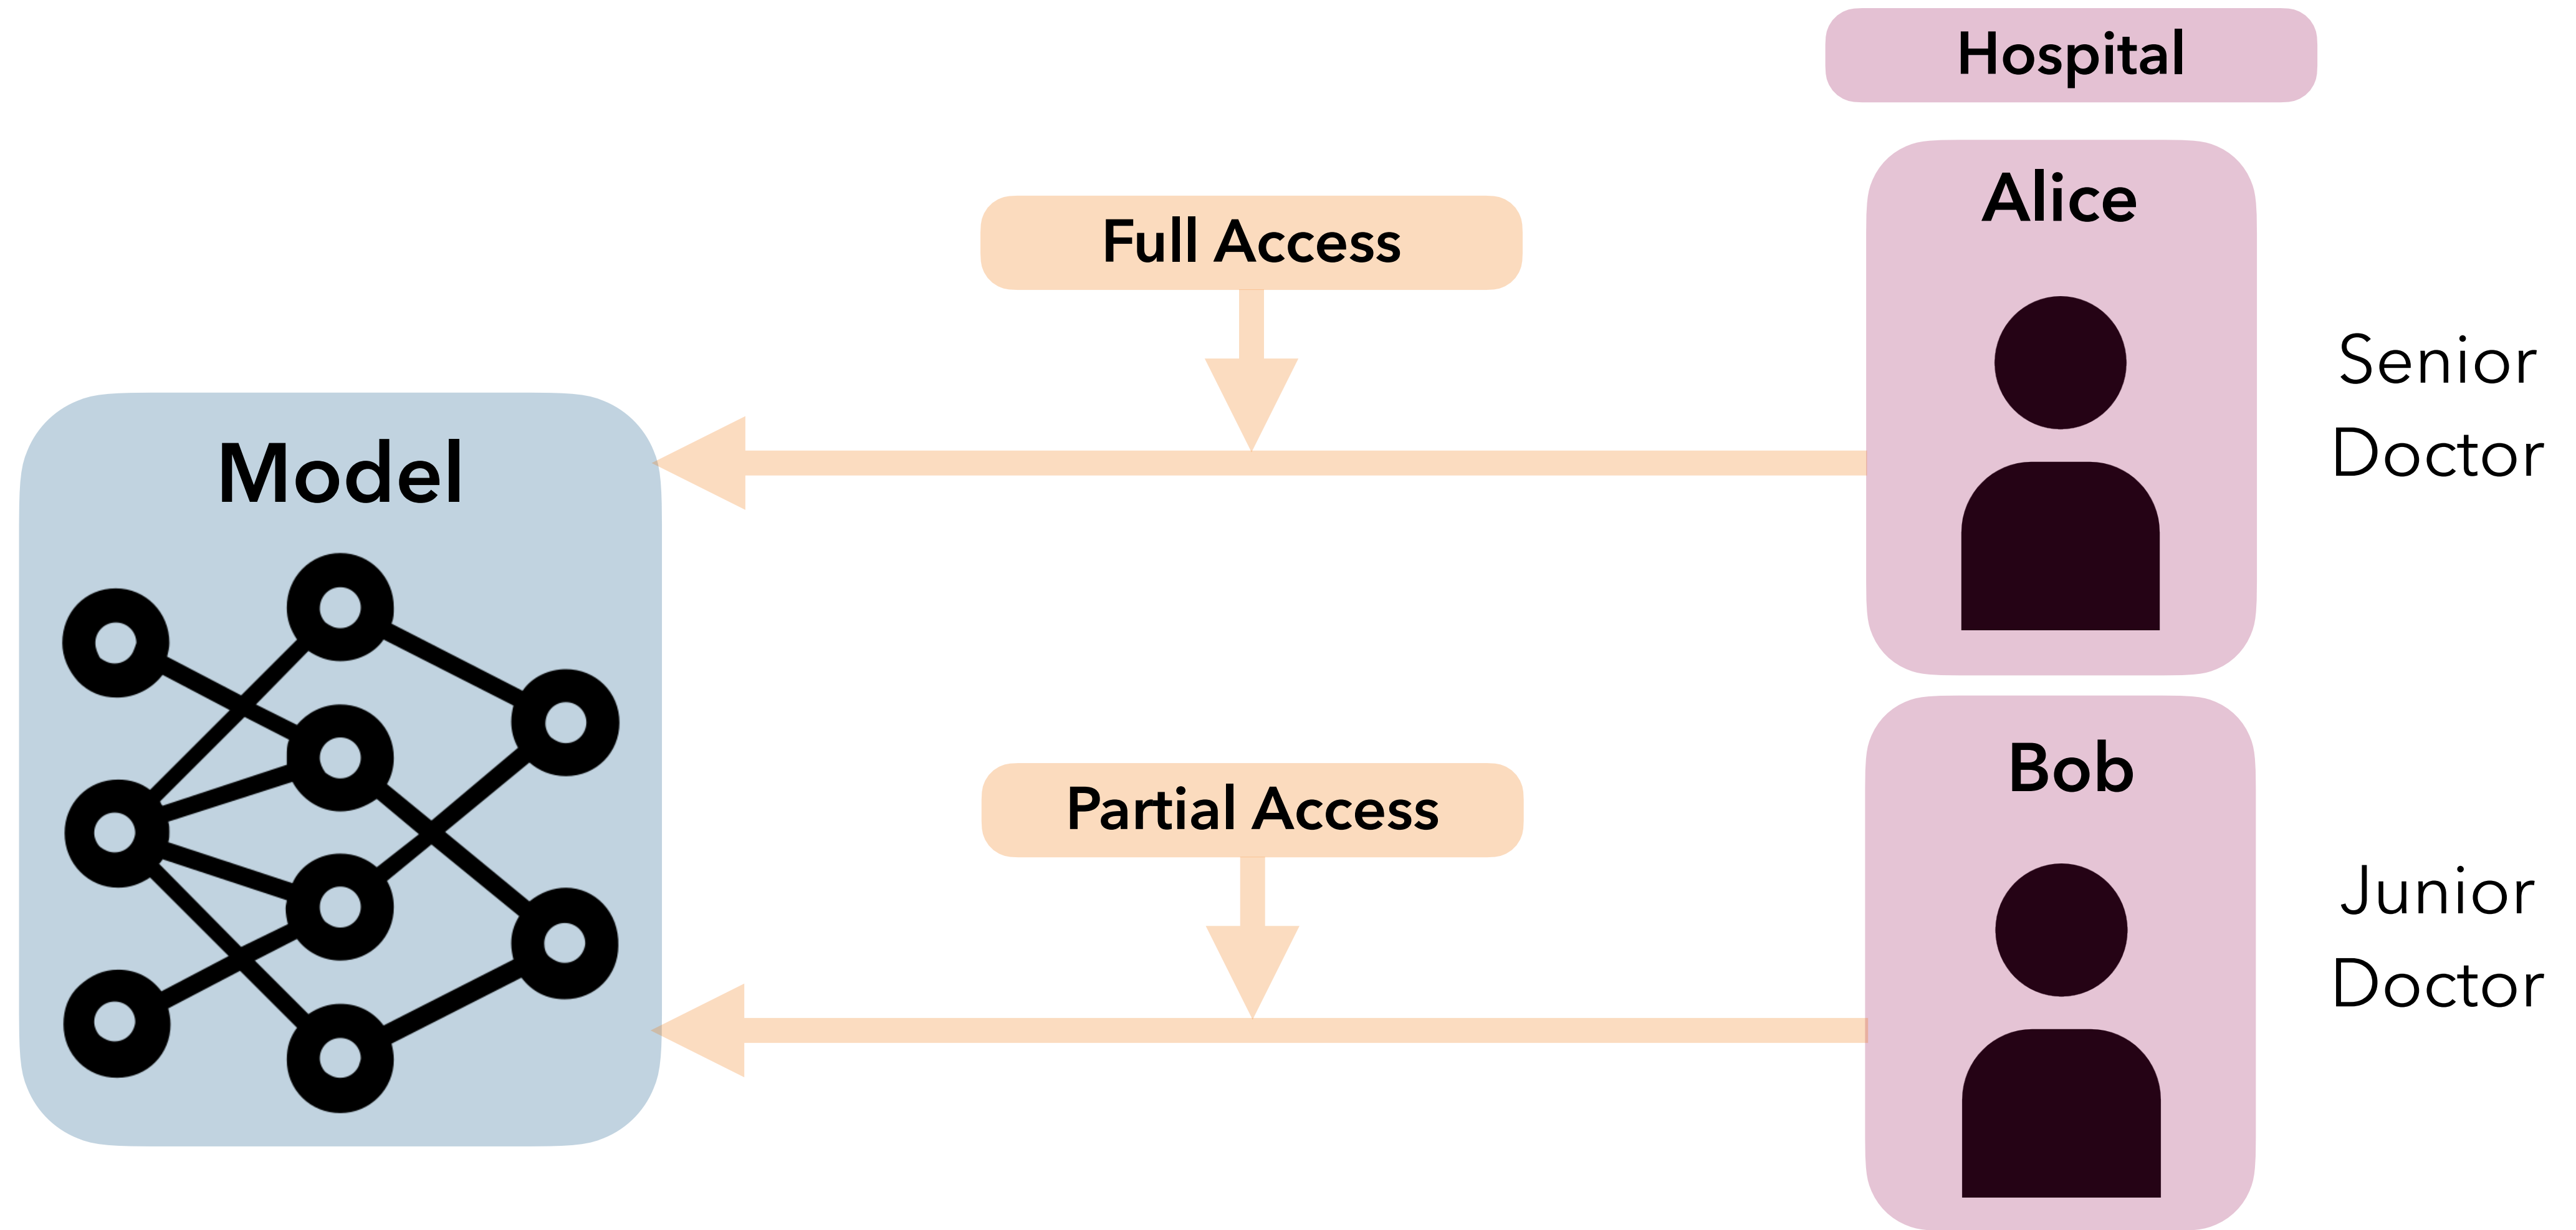 Hospital
Alice
Full Access
Senior
Doctor
Model
Bob
Partial Access
Junior
Doctor